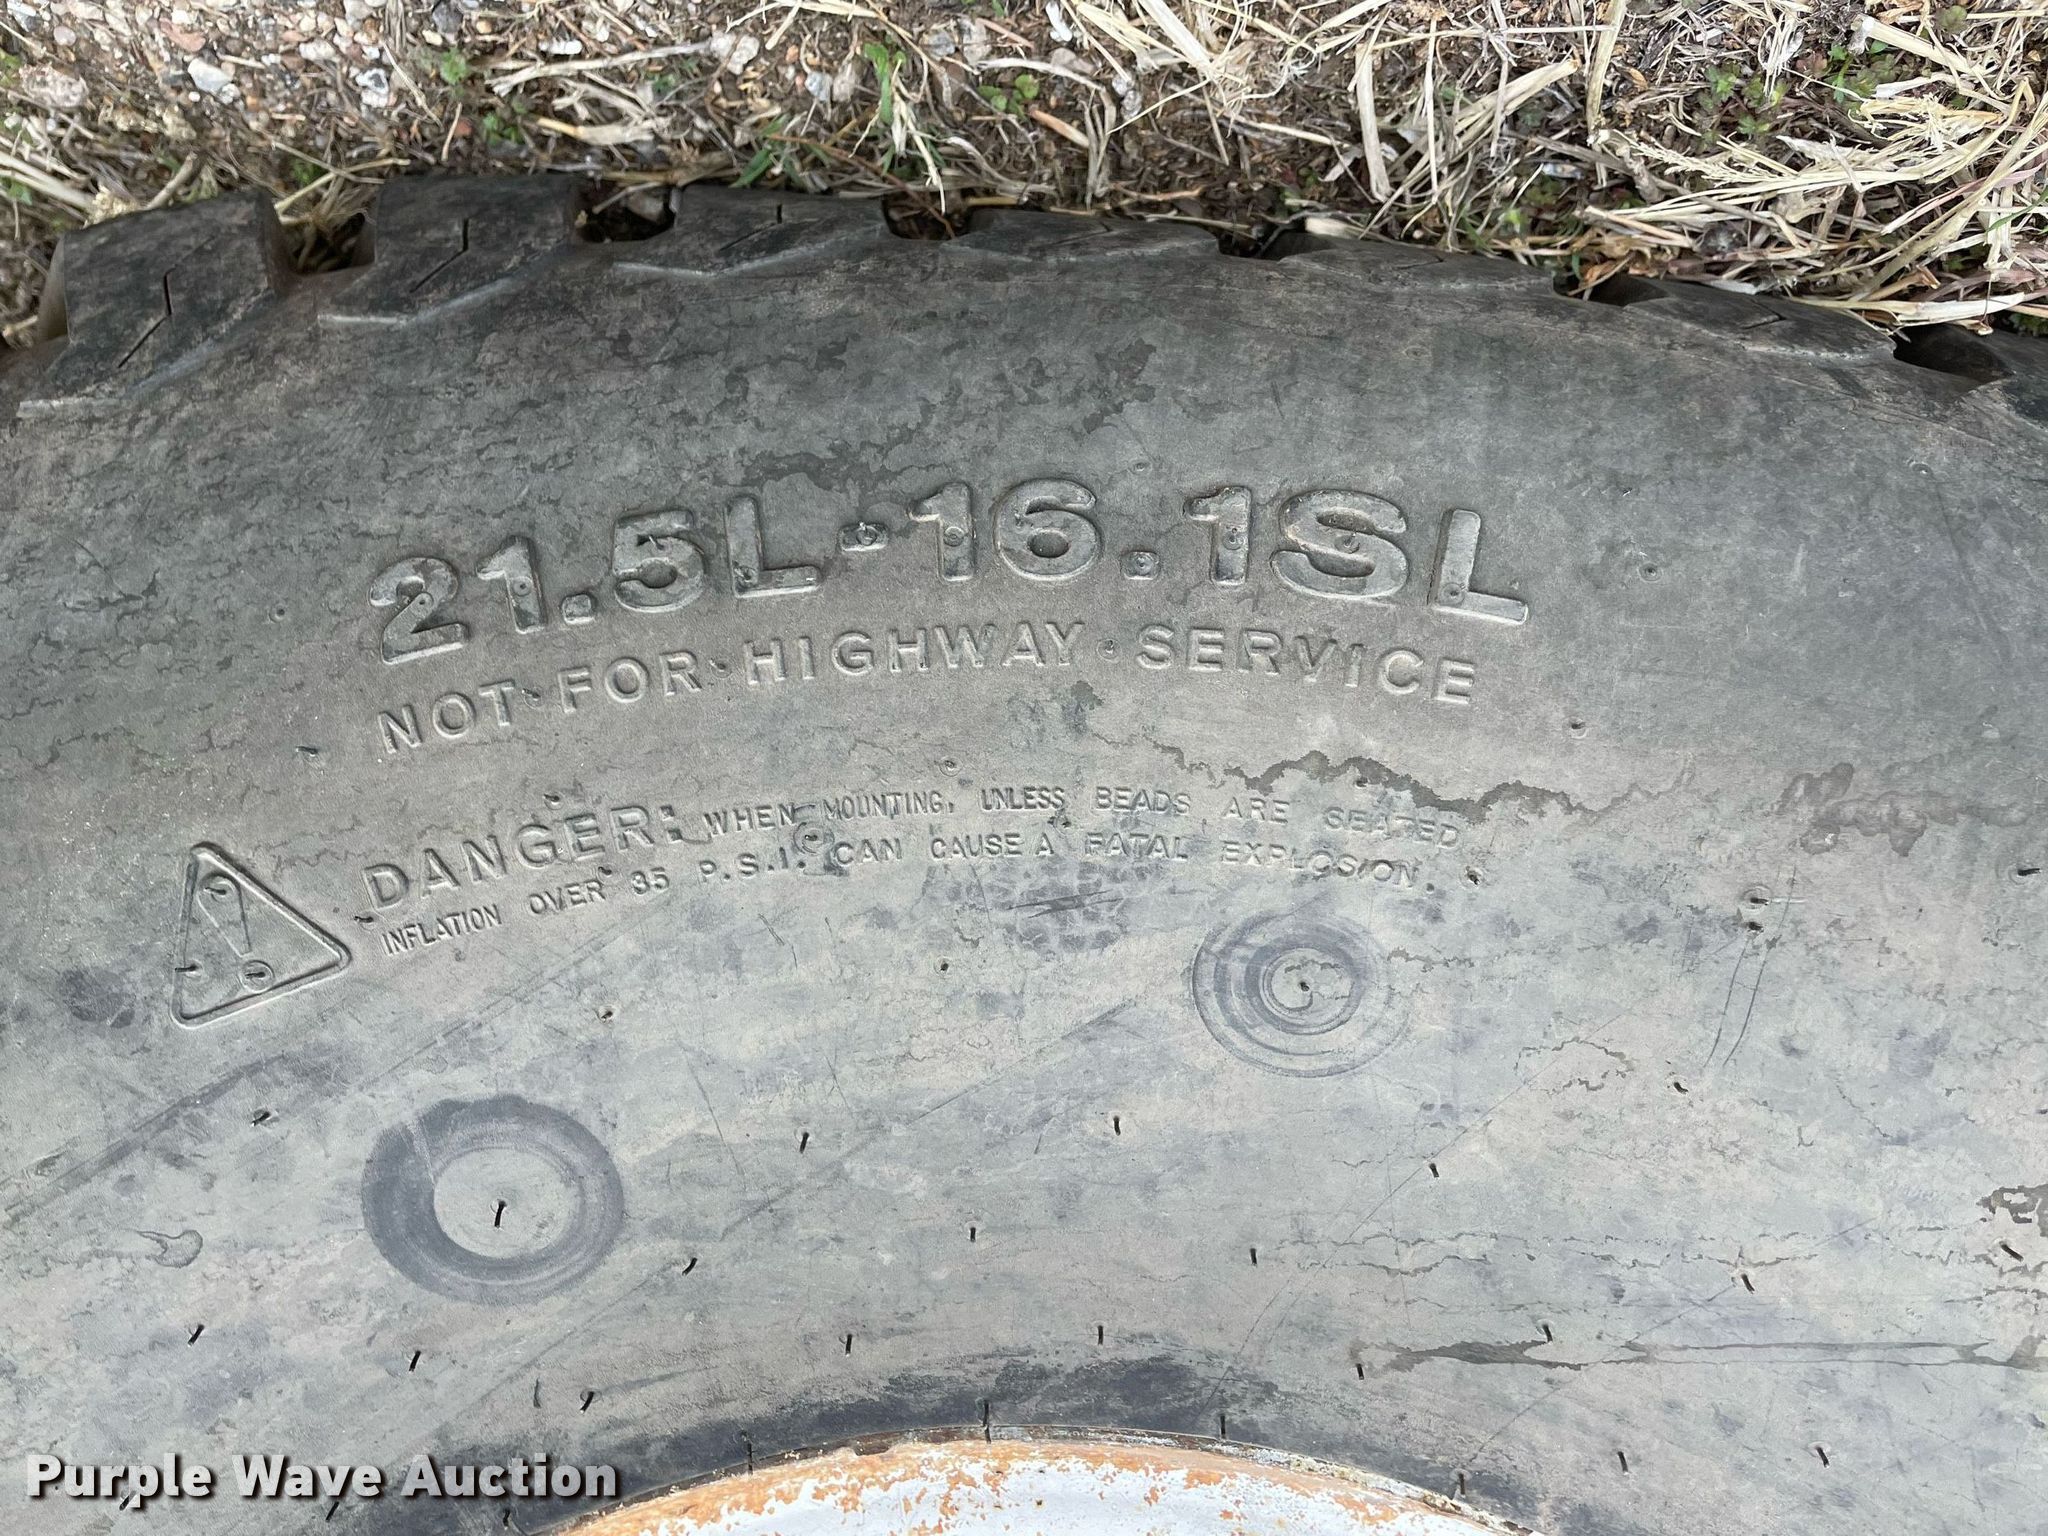 21.5L-16.1SL
NOT FOR HIGHWAY SERVICE
DANGER: WHEN MOUNTING, UNLESS BEADS ARE SEATED
INFLATION OVER 35 P.S.I. CAN CAUSE A FATAL EXPLOSION.
Purple Wave Auction